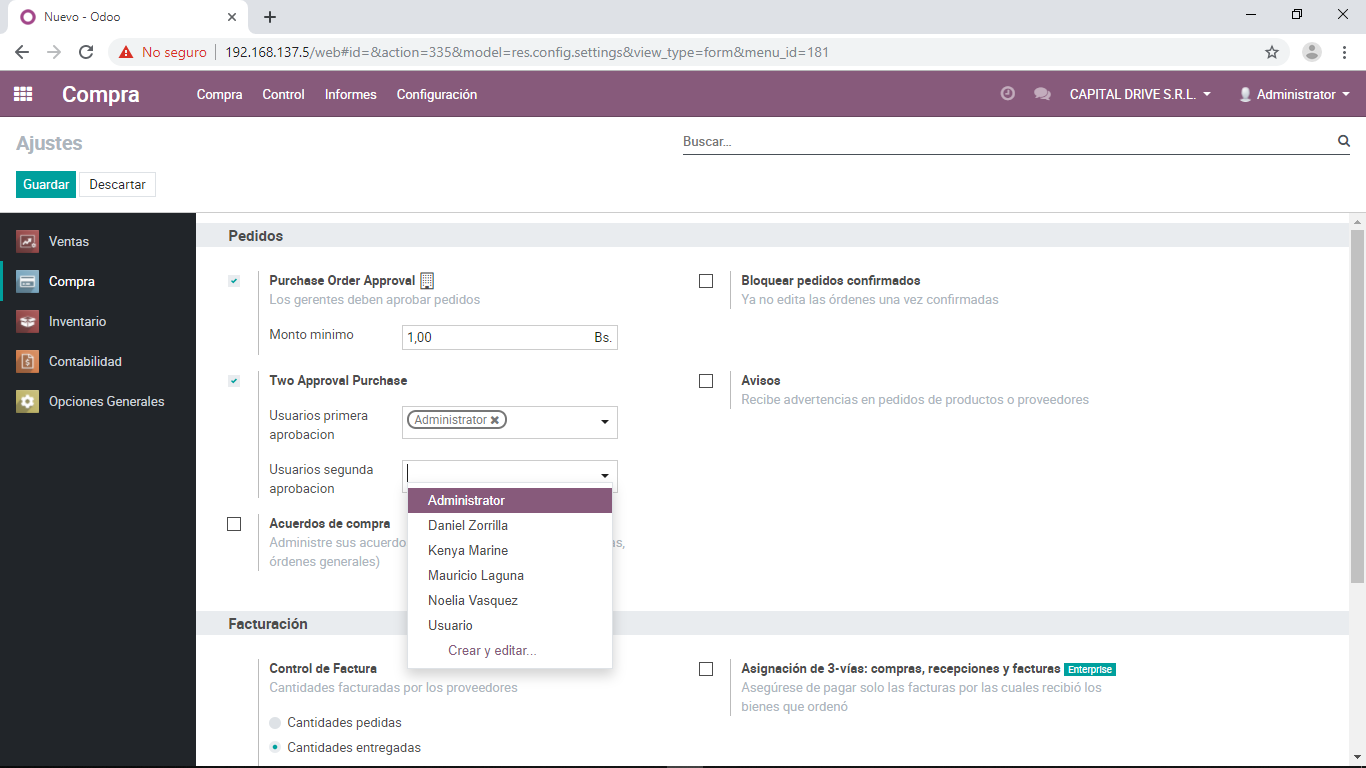 Nuevo - Odoo
No seguro
192.168.137.5/web#id=&action=335&model=res.config.settings&view_type=form&menu_id=181
Compra
Compra
Control
Informes
Configuración
CAPITAL DRIVE S.R.L.
Administrator
Ajustes
Buscar...
Guardar
Descartar
Ventas
Compra
Inventario
Contabilidad
Opciones Generales
Pedidos
Purchase Order Approval
Los gerentes deben aprobar pedidos
Monto minimo
1,00
Bs.
Bloquear pedidos confirmados
Ya no edita las órdenes una vez confirmadas
Two Approval Purchase
Usuarios primera
aprobacion
Administrator
Usuarios segunda
aprobacion
Avisos
Recibe advertencias en pedidos de productos o proveedores
Administrator
Daniel Zorrilla
Kenya Marine
Mauricio Laguna
Noelia Vasquez
Usuario
Crear y editar...
Acuerdos de compra
Administre sus acuerdo
as,
órdenes generales)
Facturación
Control de Factura
Cantidades facturadas por los proveedores
Cantidades pedidas
Cantidades entregadas
Asignación de 3-vías: compras, recepciones y facturas Enterprise
Asegúrese de pagar solo las facturas por las cuales recibió los
bienes que ordenó